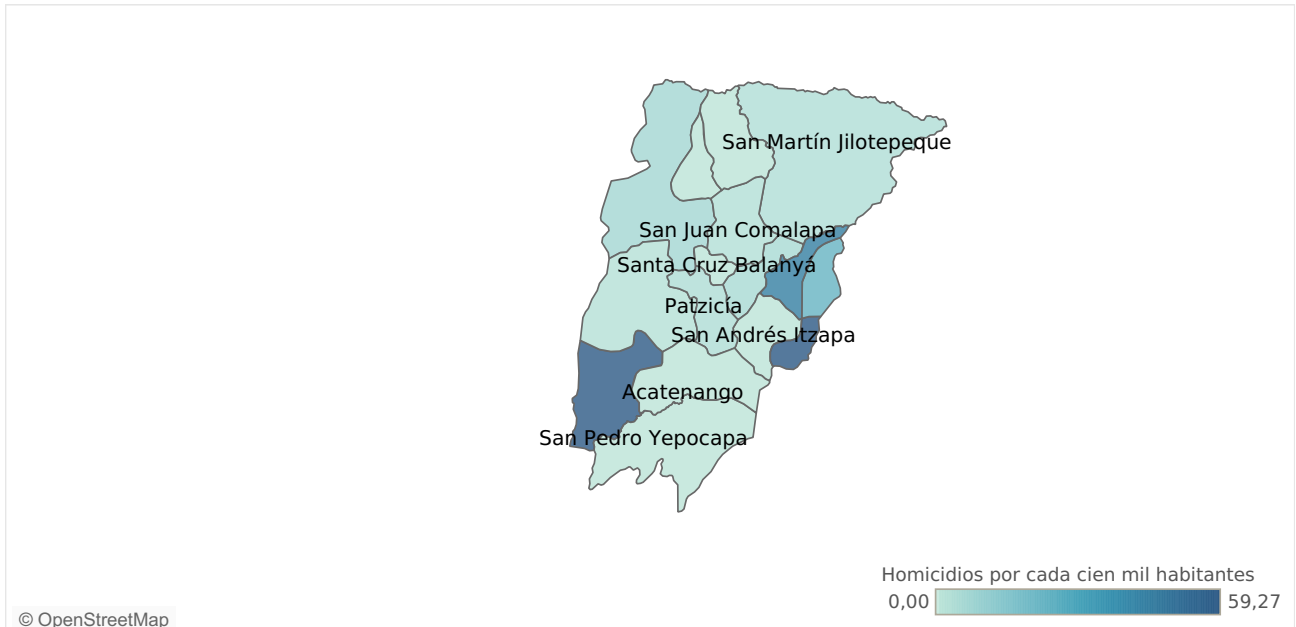 San Martín Jilotepeque
San Juan Comalapa
Santa Cruz Balanyá
Patzicía
San Andrés Itzapa
Acatenango
San Pedro Yepocapa
Homicidios por cada cien mil habitantes
0,00 59,27
© OpenStreetMap